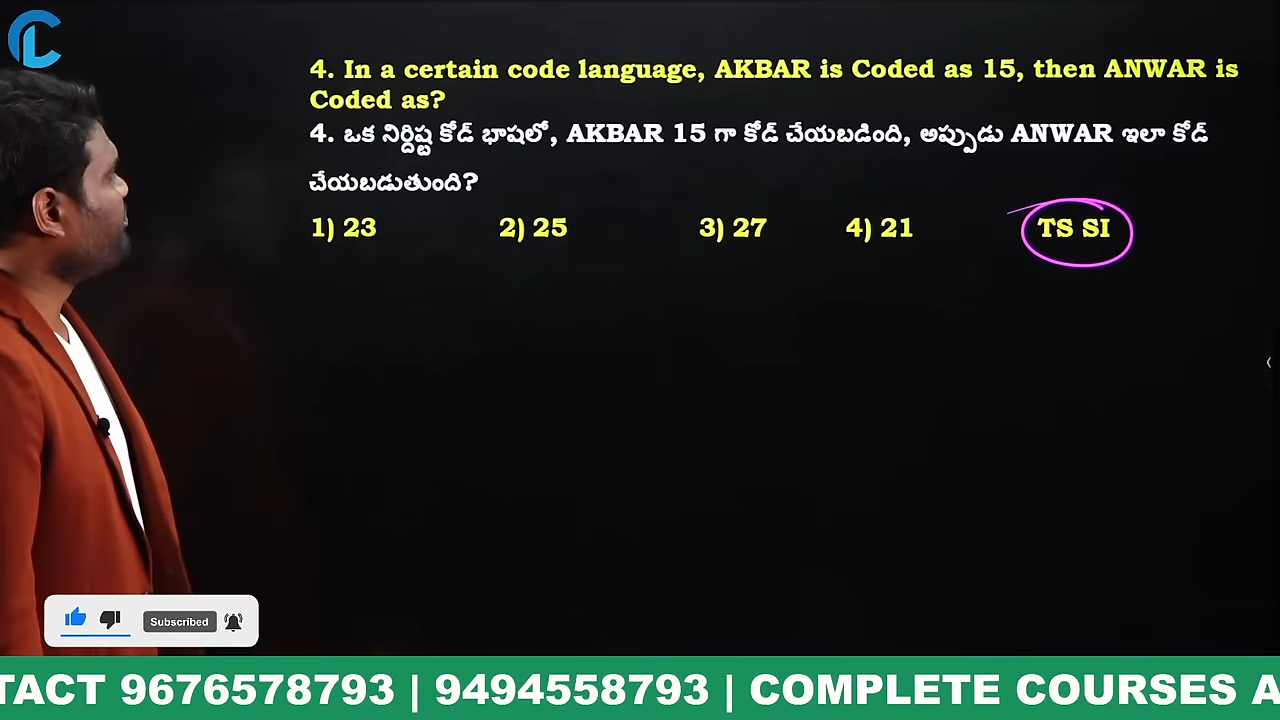 4. In a certain code language, AKBAR is Coded as 15, then ANWAR is
Coded as?
4. ఒక నిర్దిష్ట కోడ్ భాషలో, AKBAR 15 గా కోడ్ చేయబడింది, అప్పుడు ANWAR ఇలా కోడ్
చేయబడుతుంది?
1) 23 2) 25 3) 27 4) 21 TS SI
Subscribed
TACT 9676578793 | 9494558793 | COMPLETE COURSES A